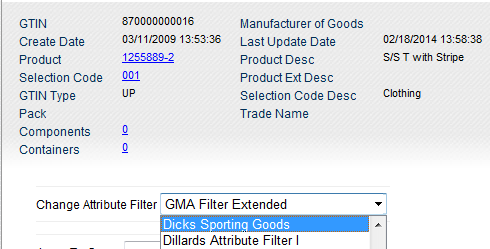 GTIN 870000000016 Manufacturer of Goods
Create Date 03/11/2009 13:53:36 Last Update Date 02/18/2014 13:58:38
Product 1255889-2 Product Desc S/S T with Stripe
Selection Code 001 Product Ext Desc
GTIN Type UP Selection Code Desc Clothing
Pack Trade Name
Components 0
Containers 0
Change Attribute Filter GMA Filter Extended
Dicks Sporting Goods
Dillards Attribute Filter I